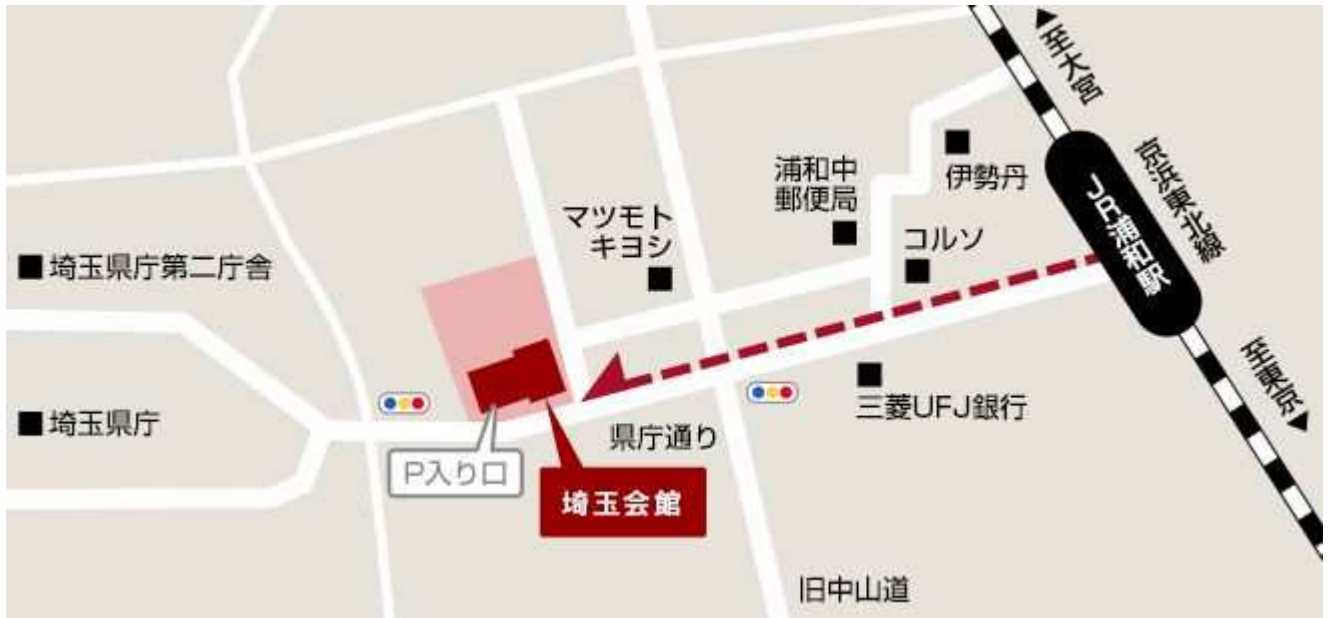 至大宮
京浜東北線
JR浦和駅
至東京
伊勢丹
浦和中
郵便局
コルソ
マツモト
キヨシ
埼玉県庁第二庁舎
埼玉県庁
三菱UFJ銀行
県庁通り
P入り口
埼玉会館
旧中山道